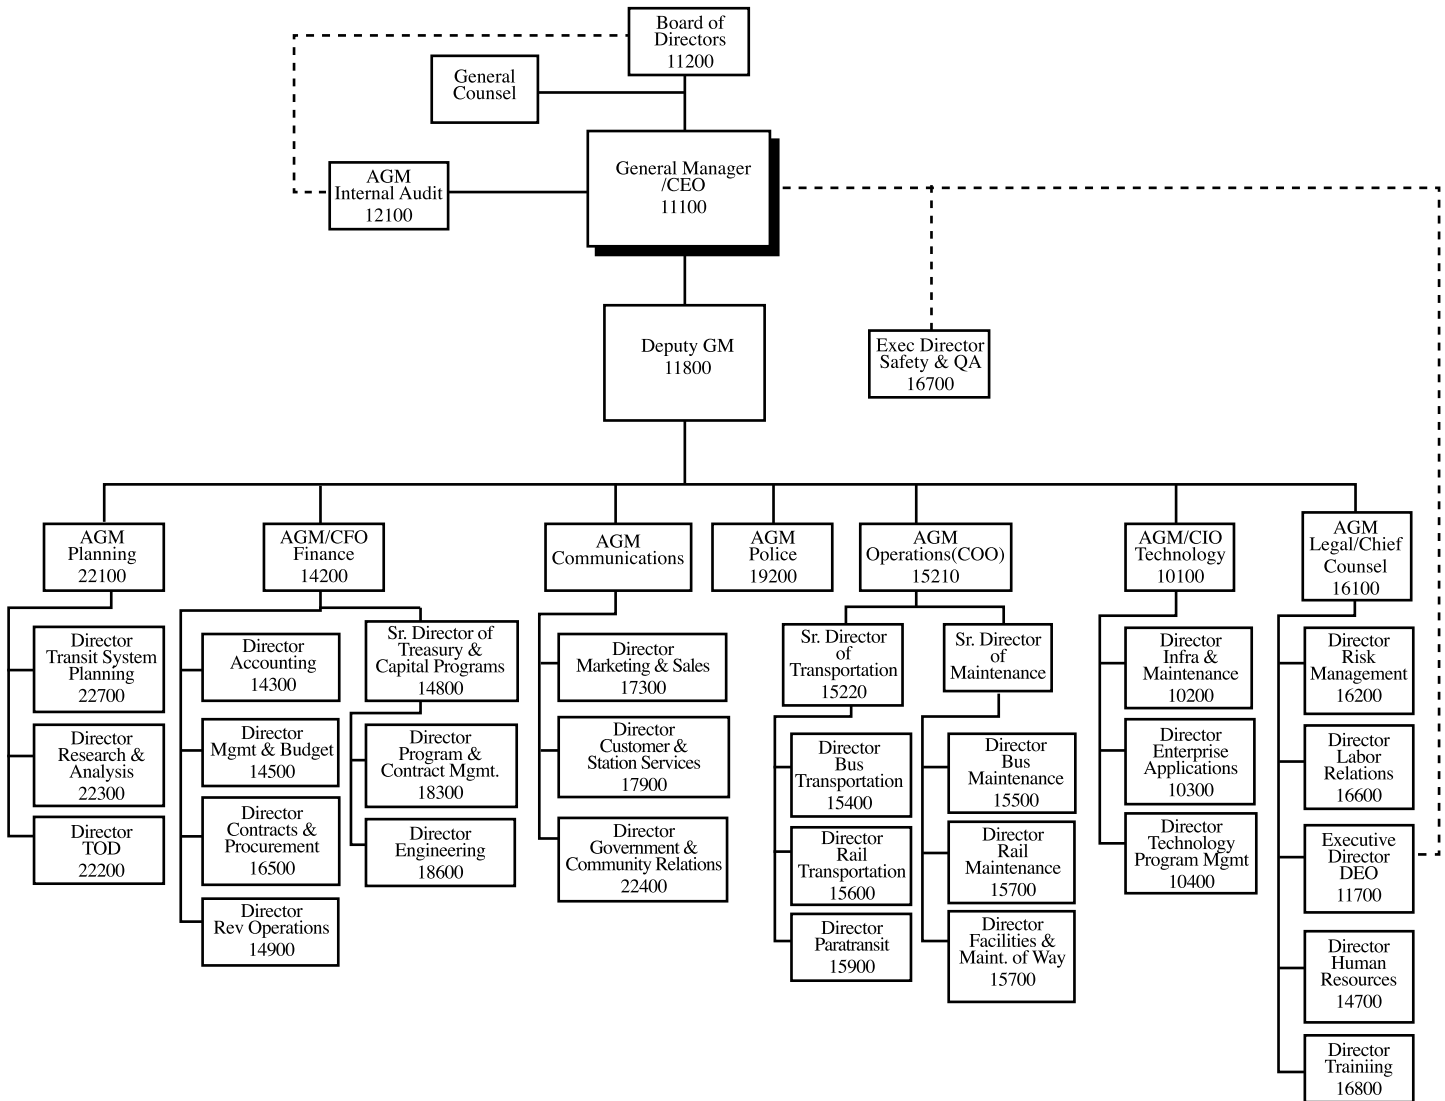 Board of
Directors
11200
General
Counsel
General Manager
/CEO
11100
AGM
Internal Audit
12100
Deputy GM
11800
Exec Director
Safety & QA
16700
AGM
Planning
22100
AGM/CFO
Finance
14200
AGM
Communications
AGM
Police
19200
AGM
Operations(COO)
15210
AGM/CIO
Technology
10100
AGM
Legal/Chief
Counsel
16100
Director
Transit System
Planning
22700
Director
Research &
Analysis
22300
Director
TOD
22200
Director
Accounting
14300
Director
Mgmt & Budget
14500
Director
Contracts &
Procurement
16500
Director
Rev Operations
14900
Sr. Director of
Treasury &
Capital Programs
14800
Director
Program &
Contract Mgmt.
18300
Director
Engineering
18600
Director
Marketing & Sales
17300
Director
Customer &
Station Services
17900
Director
Government &
Community Relations
22400
Sr. Director
of
Transportation
15220
Director
Bus
Transportation
15400
Director
Rail
Transportation
15600
Director
Paratransit
15900
Sr. Director
of
Maintenance
Director
Bus
Maintenance
15500
Director
Rail
Maintenance
15700
Director
Facilities &
Maint. of Way
15700
Director
Infra &
Maintenance
10200
Director
Enterprise
Applications
10300
Director
Technology
Program Mgmt
10400
Director
Risk
Management
16200
Director
Labor
Relations
16600
Executive
Director
DEO
11700
Director
Human
Resources
14700
Director
Trainiing
16800